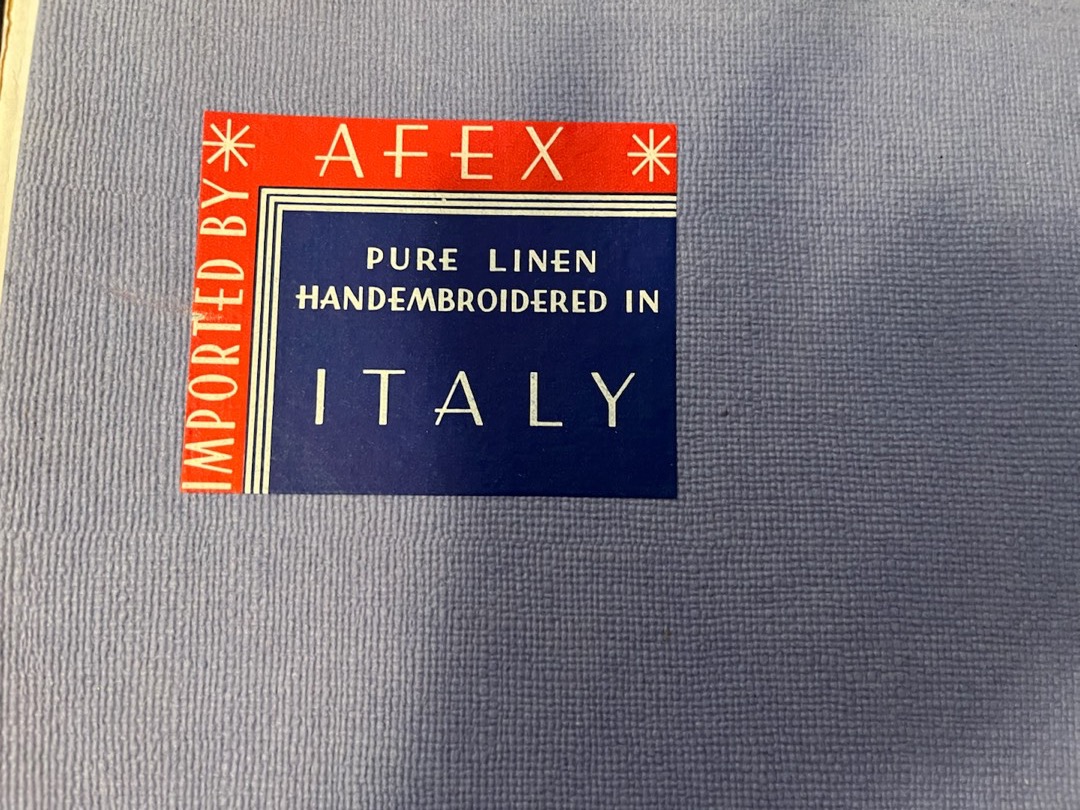 IMPORTED BY
AFEX
PURE LINEN
HANDEMBROIDERED IN
ITALY